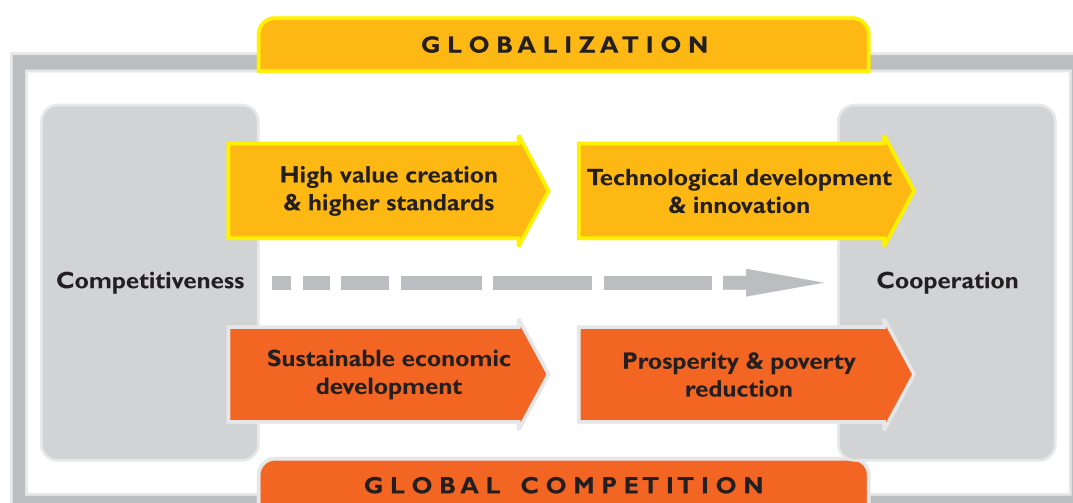 GLOBALIZATION
High value creation
& higher standards
Technological development
& innovation
Competitiveness
Cooperation
Sustainable economic
development
Prosperity & poverty
reduction
GLOBAL COMPETITION